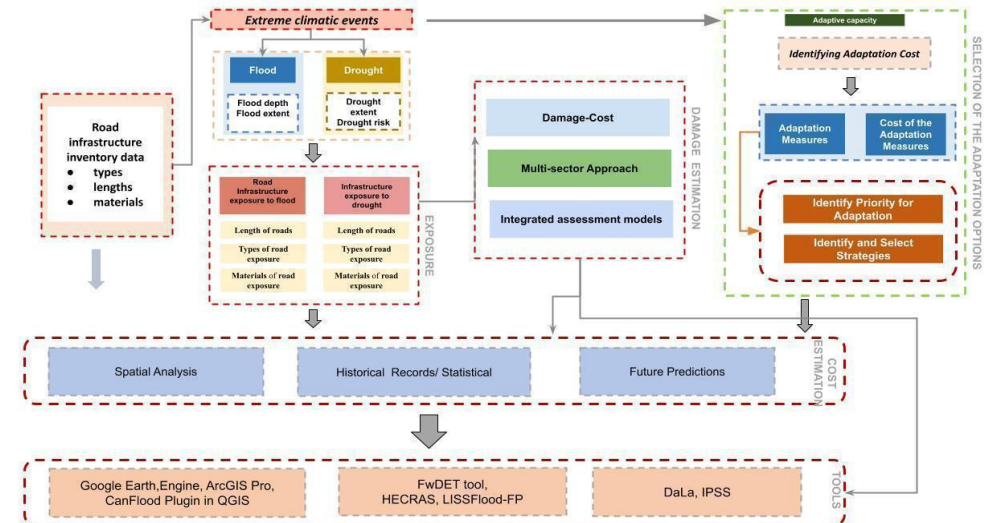 Extreme climatic events
Flood
Drought
Flood depth
Flood extent
Drought
extent
Drought risk
Road
infrastructure
inventory data
● types
● lengths
● materials
Road
Infrastructure
exposure to flood
Infrastructure
exposure to
drought
Length of roads
Length of roads
Types of road
exposure
Types of road
exposure
Materials of road
exposure
Materials of road
exposure
EXPOSURE
Damage-Cost
Multi-sector Approach
Integrated assessment models
DAMAGE ESTIMATION
Adaptive capacity
Identifying Adaptation Cost
Adaptation
Measures
Cost of the
Adaptation
Measures
Identify Priority for
Adaptation
Identify and Select
Strategies
SELECTION OF THE ADAPTATION OPTIONS
Spatial Analysis
Historical Records/ Statistical
Future Predictions
COST
ESTIMATION
Google Earth,Engine, ArcGIS Pro,
CanFlood Plugin in QGIS
FwDET tool,
HECRAS, LISSFlood-FP
DaLa, IPSS
TOOLS